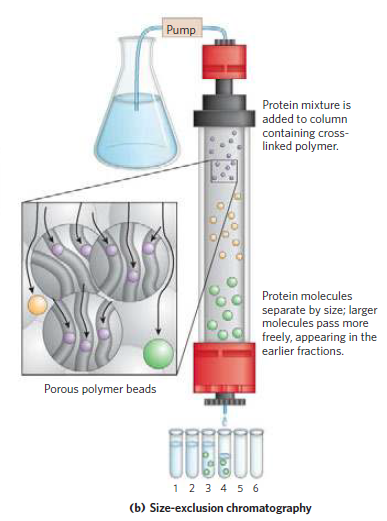 Pump
Protein mixture is
added to column
containing cross-
linked polymer.
Protein molecules
separate by size; larger
molecules pass more
freely, appearing in the
earlier fractions.
Porous polymer beads
1 2 3 4 5 6
(b) Size-exclusion chromatography